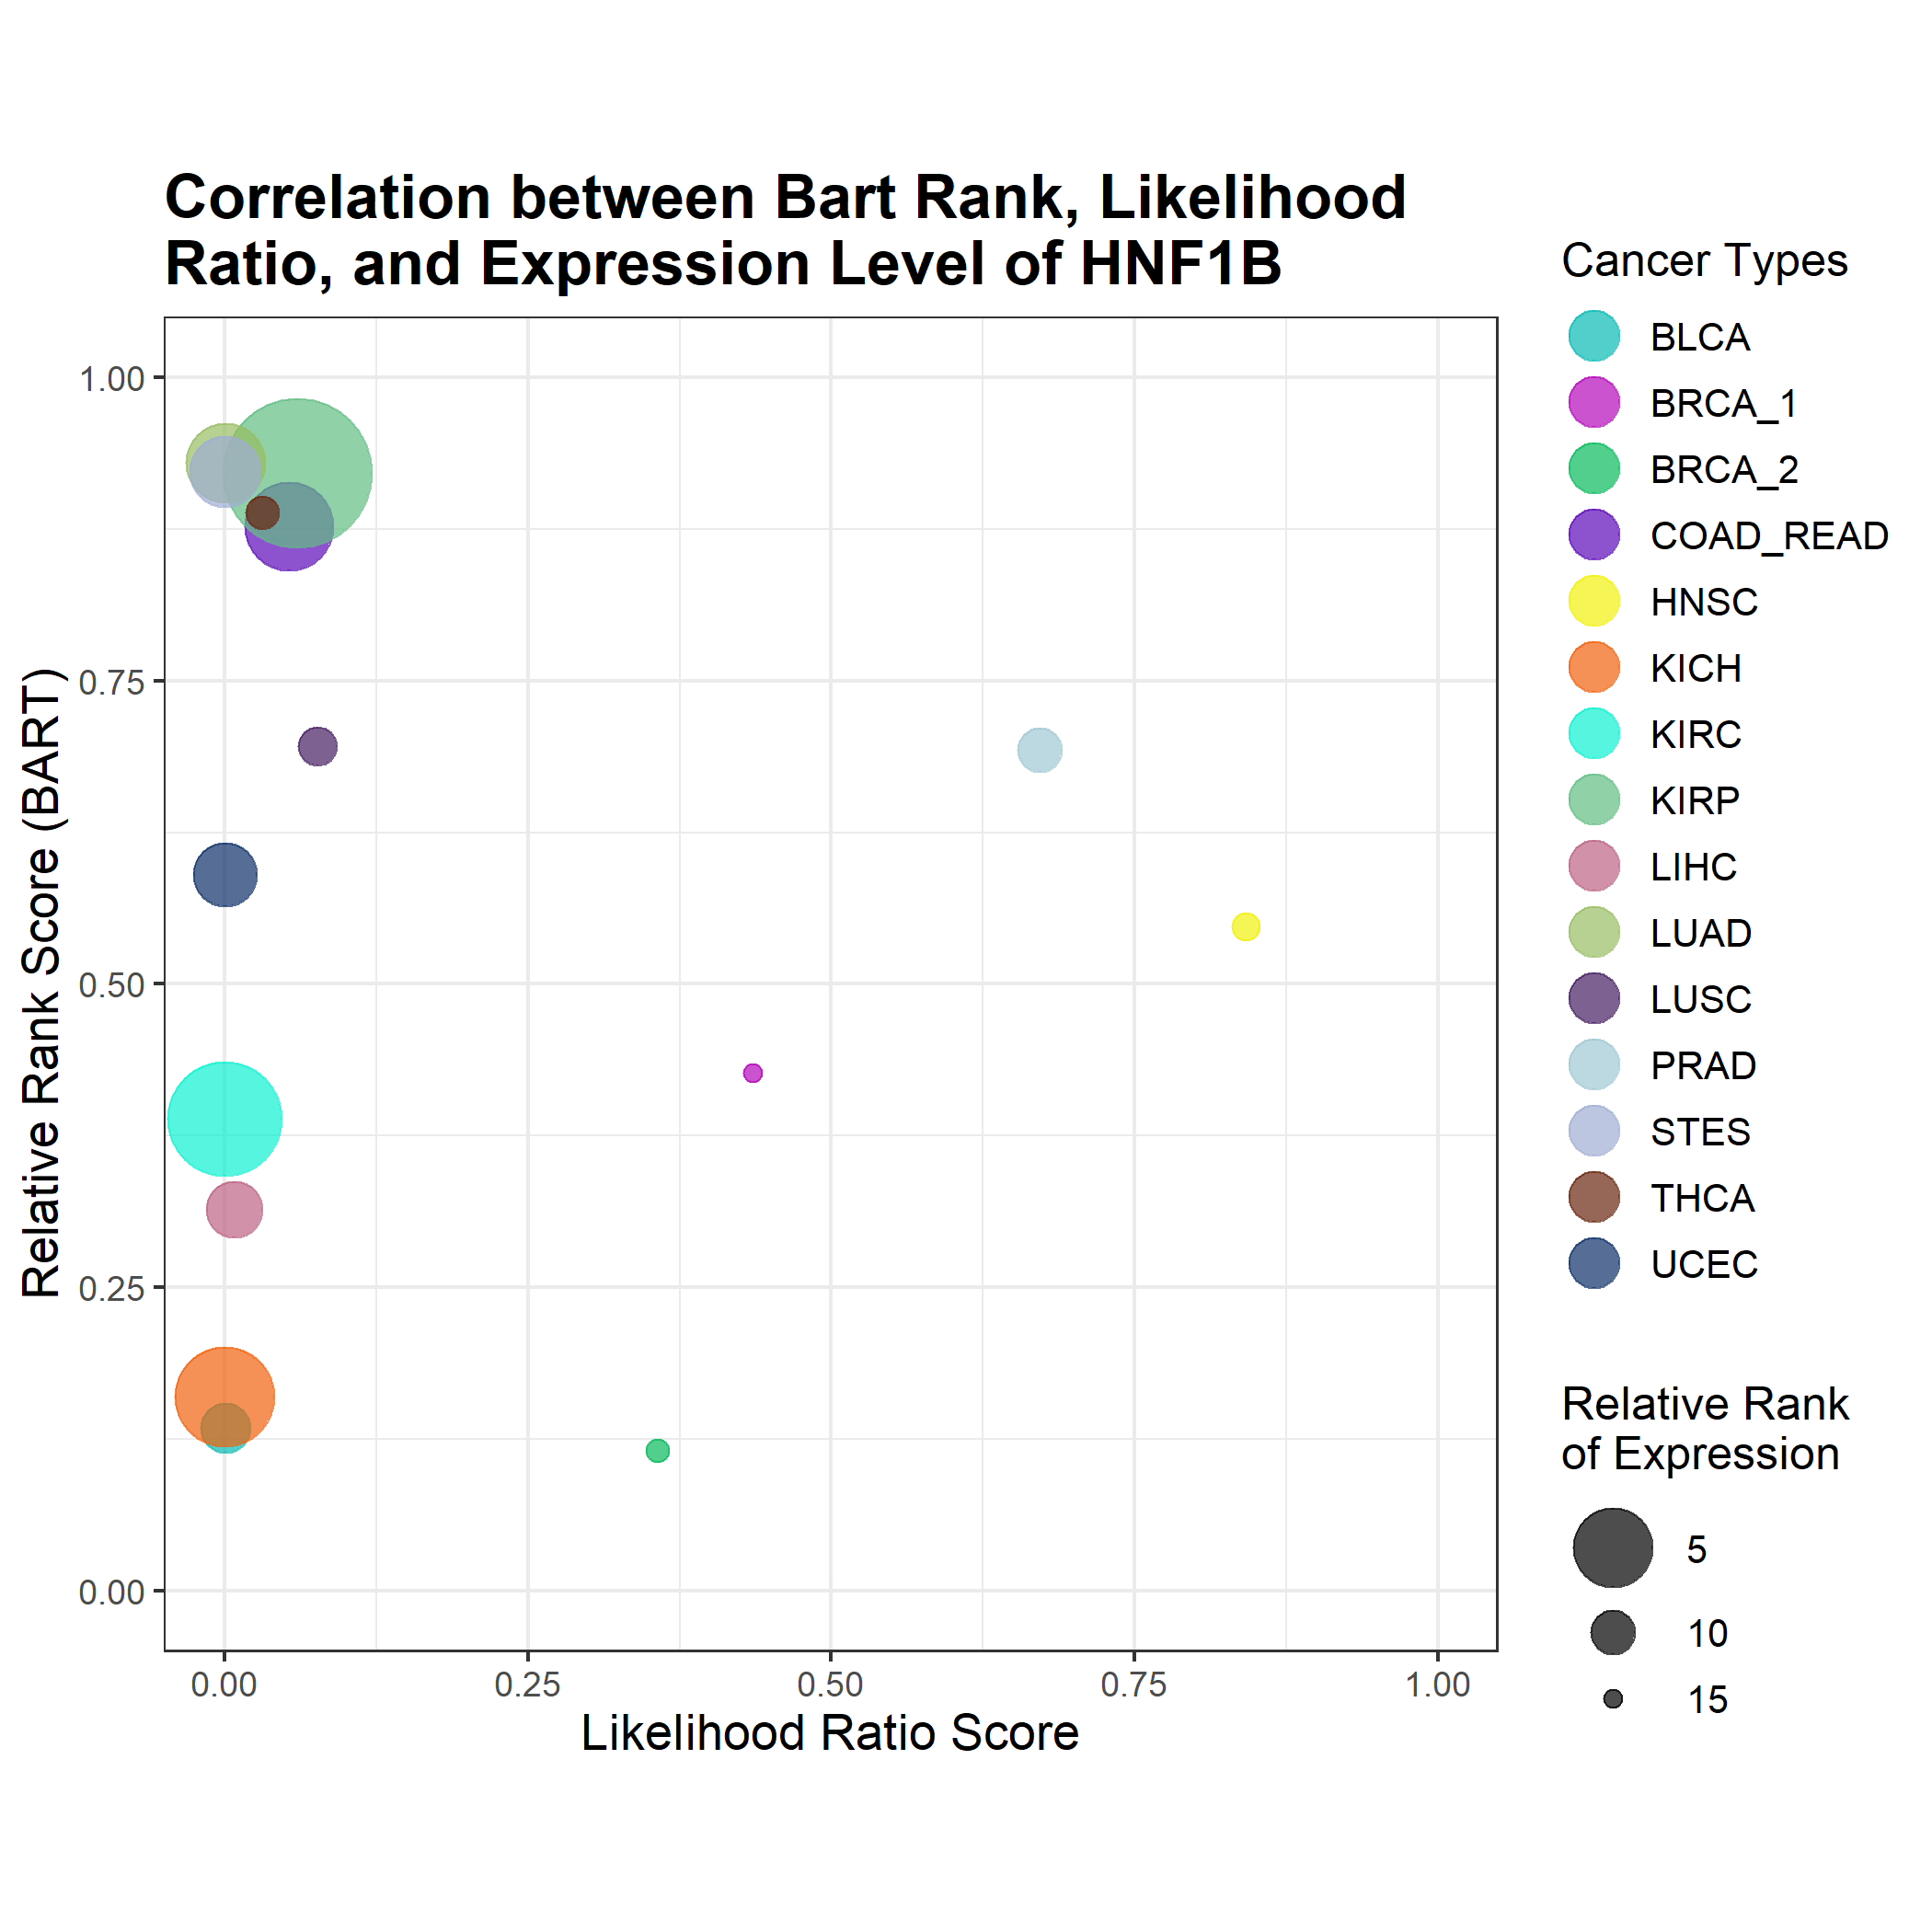 Correlation between Bart Rank, Likelihood
Ratio, and Expression Level of HNF1B
Relative Rank Score (BART)
1.00
0.75
0.50
0.25
0.00
0.00 0.25 0.50 0.75 1.00
Likelihood Ratio Score
Cancer Types
BLCA
BRCA_1
BRCA_2
COAD_READ
HNSC
KICH
KIRC
KIRP
LIHC
LUAD
LUSC
PRAD
STES
THCA
UCEC
Relative Rank
of Expression
5
10
15